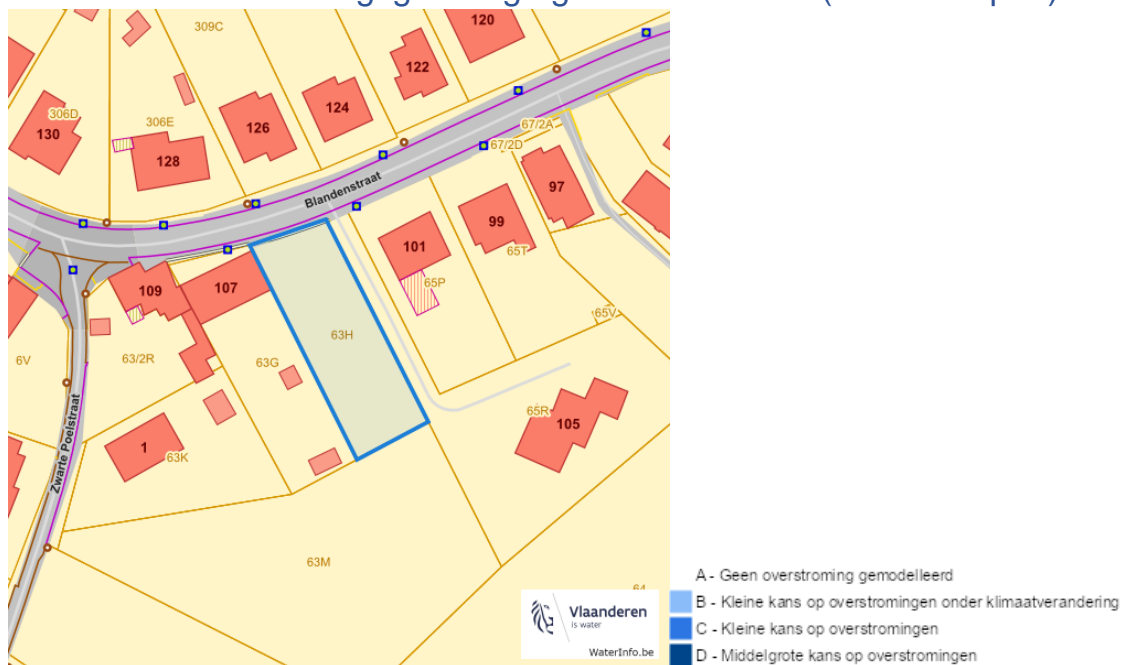 120
309C
122
306D
130
306E
128
126
124
67/2A
67/2D
97
Blandenstraat
99
65T
101
65P
109
107
63H
65V
6V
63/2R
63G
65R
105
1
63K
Zwarte Poelstraat
63M
Vlaanderen
is water
WaterInfo.be
A - Geen overstroming gemodelleerd
B - Kleine kans op overstromingen onder klimaatverandering
C - Kleine kans op overstromingen
D - Middelgrote kans op overstromingen